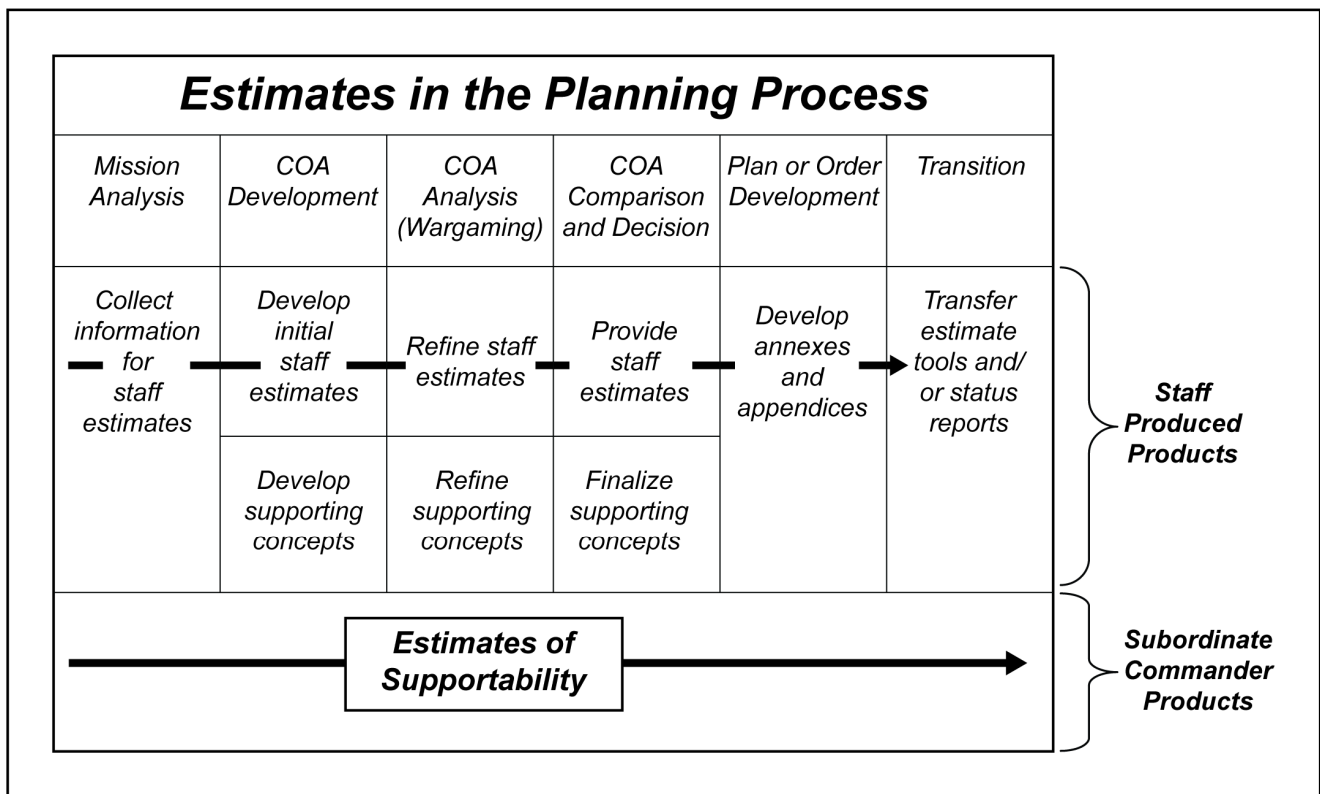 Estimates in the Planning Process
Mission
Analysis
COA
Development
COA
Analysis
(Wargaming)
COA
Comparison
and Decision
Plan or Order
Development
Transition
Collect
information
for
staff
estimates
Develop
initial
staff
estimates
Refine staff
estimates
Provide
staff
estimates
Develop
annexes
and
appendices
Transfer
estimate
tools and/
or status
reports
Develop
supporting
concepts
Refine
supporting
concepts
Finalize
supporting
concepts
Staff
Produced
Products
Estimates of
Supportability
Subordinate
Commander
Products